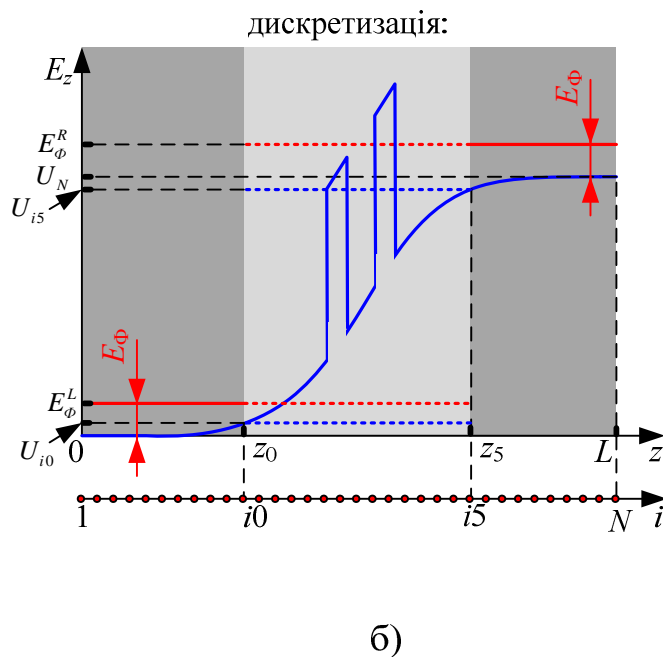 дискретизація:
E_z
E_Ф
E_Ф^R
U_N
U_i5
E_Ф
E_Ф^L
U_i0
0 z_0 z_5 L z
1 i0 i5 N i
б)